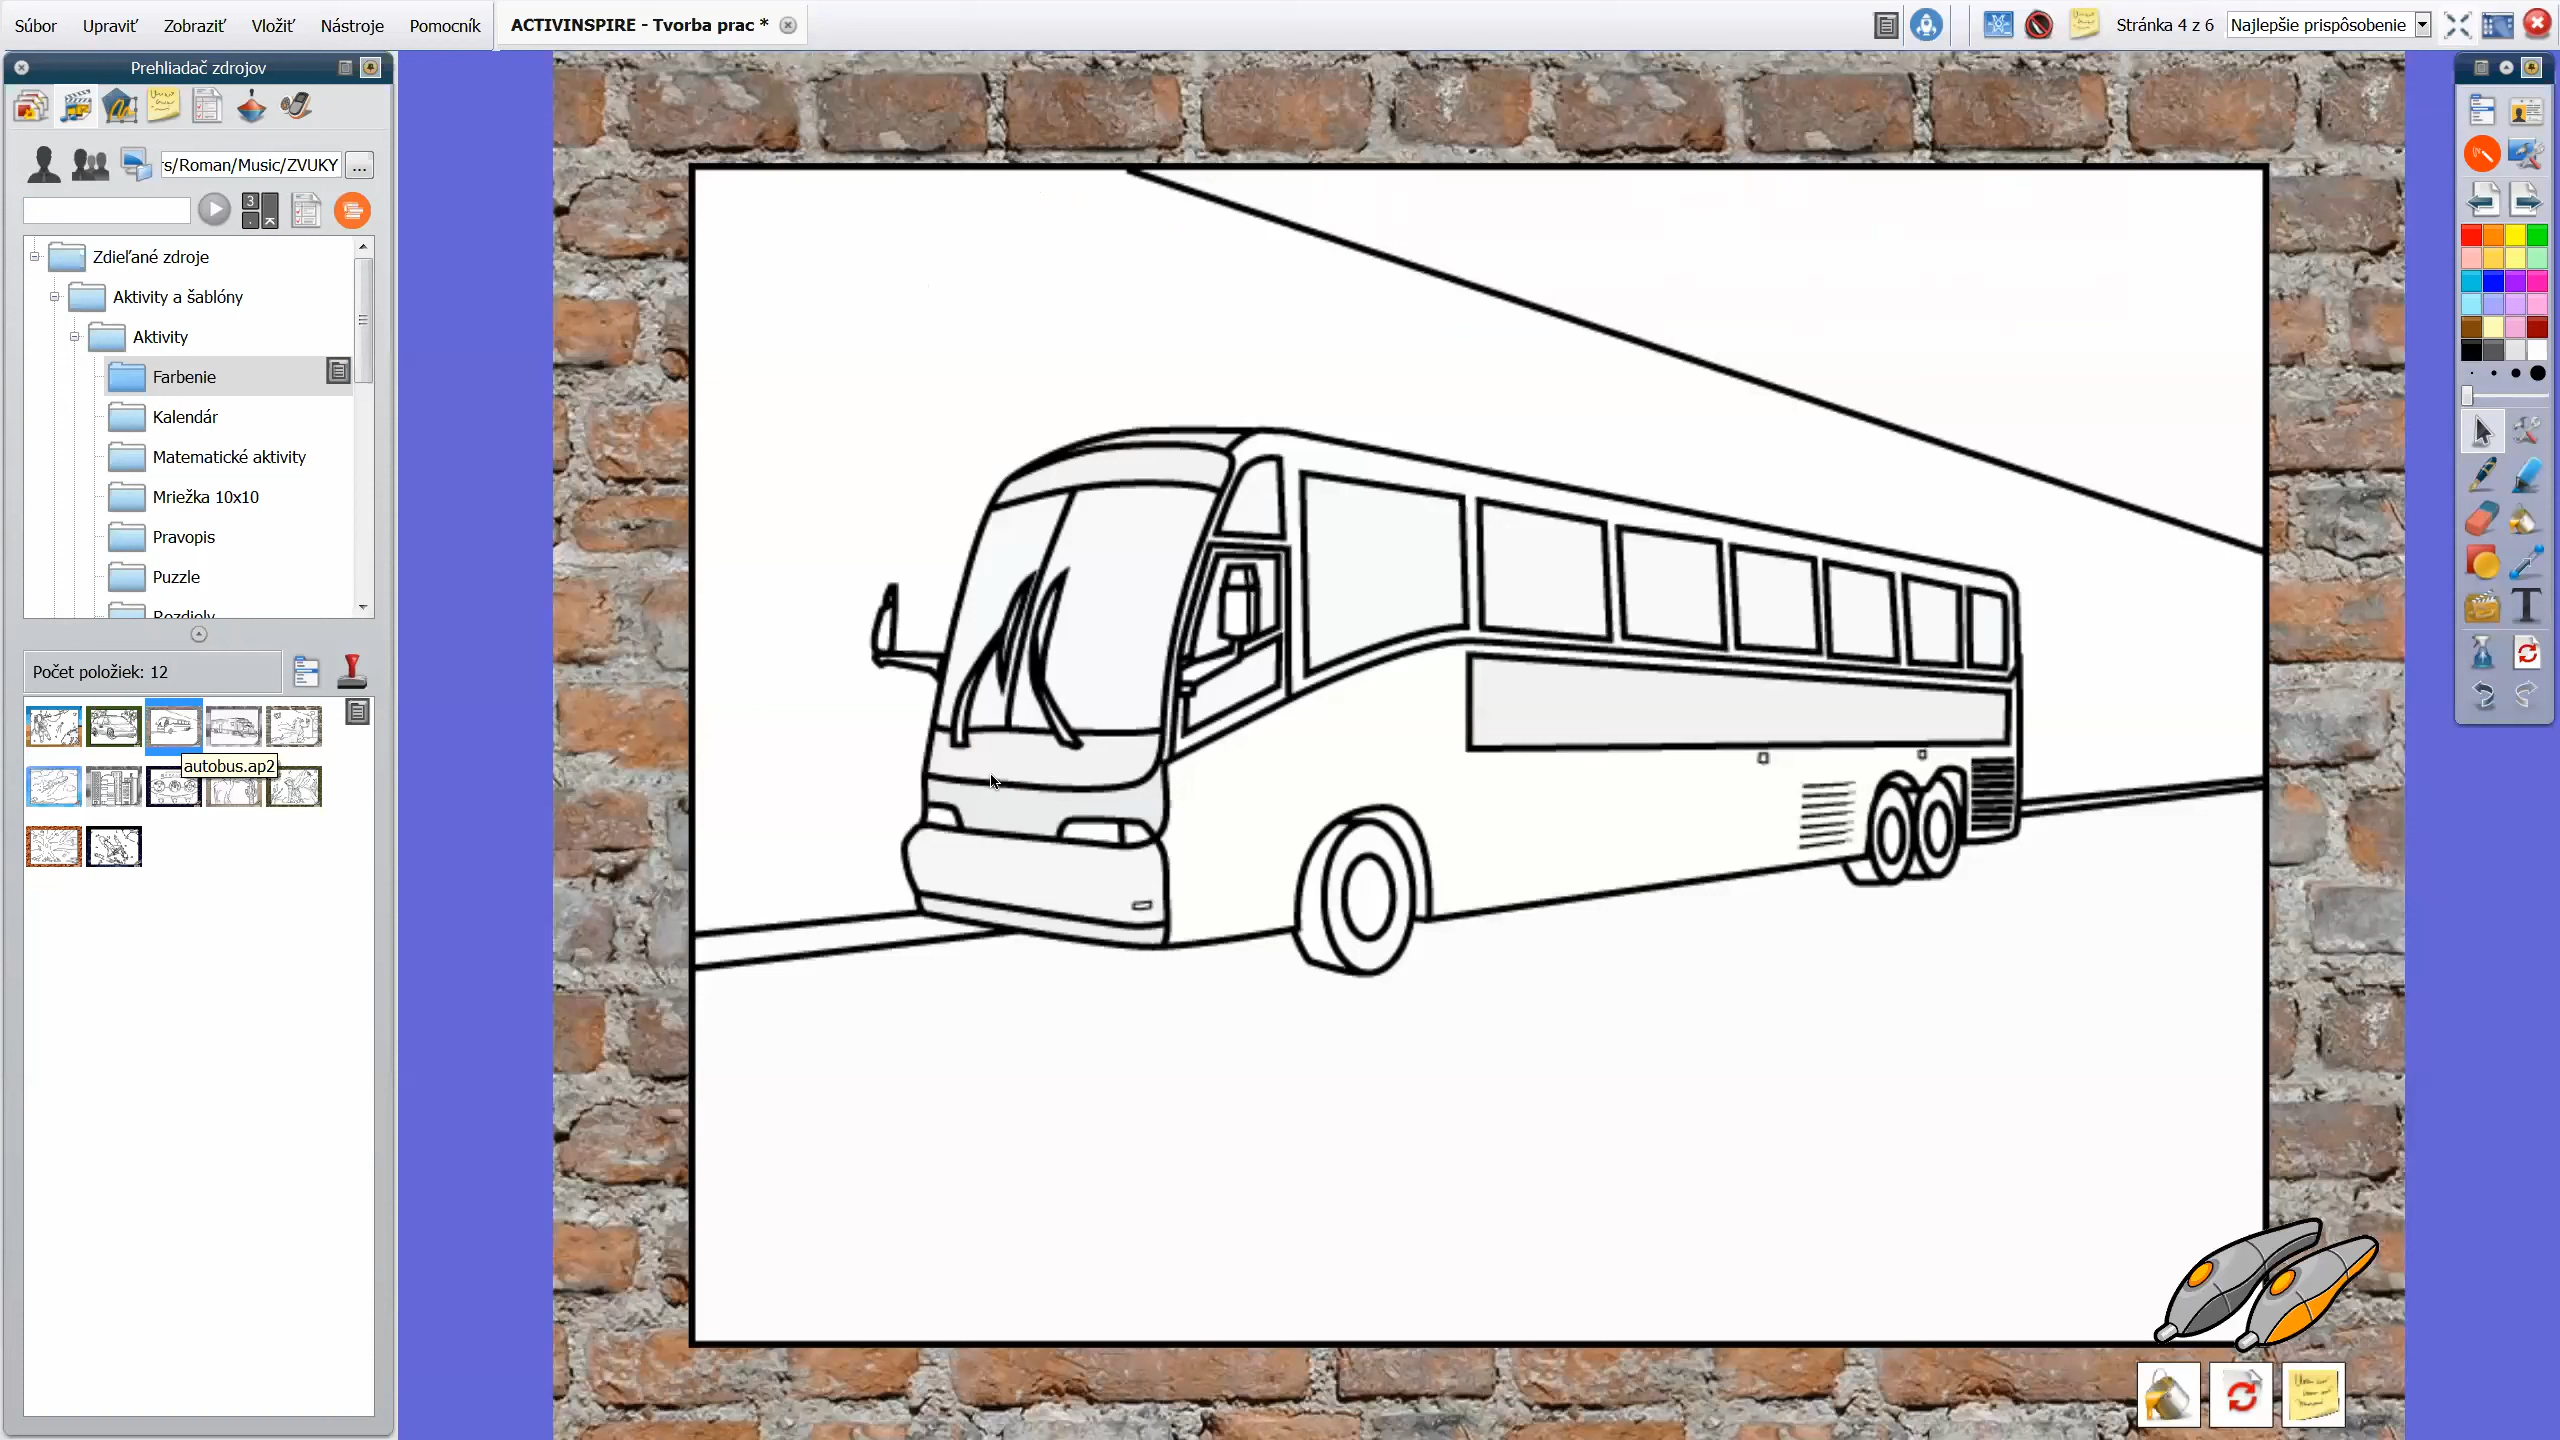 Súbor Upraviť Zobraziť Vložiť Nástroje Pomocník ACTIVINSPIRE - Tvorba prac * Stránka 4 z 6 Najlepšie prispôsobenie
Prehliadač zdrojov
s/Roman/Music/ZVUKY ...
Zdieľané zdroje
Aktivity a šablóny
Aktivity
Farbenie
Kalendár
Matematické aktivity
Mriežka 10x10
Pravopis
Puzzle
Rozdiely
Počet položiek: 12
autobus.ap2